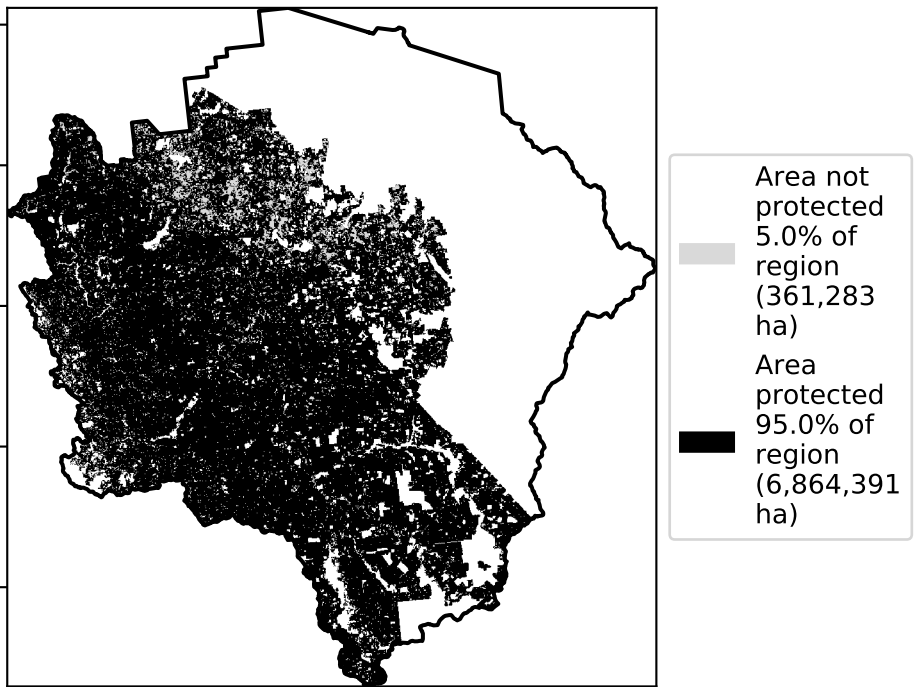 Area not
protected
5.0% of
region
(361,283
ha)
Area
protected
95.0% of
region
(6,864,391
ha)